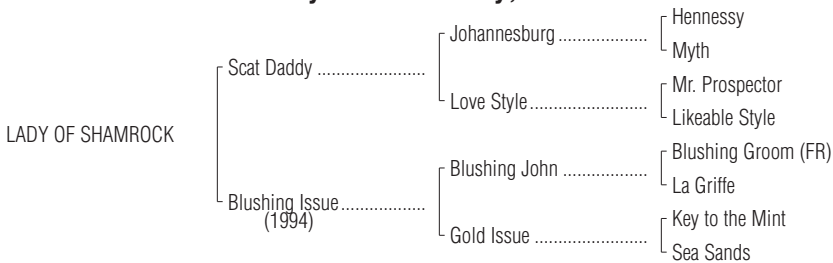 Hennessy
Johannesburg ...................
Myth
Scat Daddy .......................
Mr. Prospector
Love Style.........................
Likeable Style
LADY OF SHAMROCK
Blushing Groom (FR)
Blushing John ..................
La Griffe
Blushing Issue..................
(1994)
Key to the Mint
Gold Issue ........................
Sea Sands